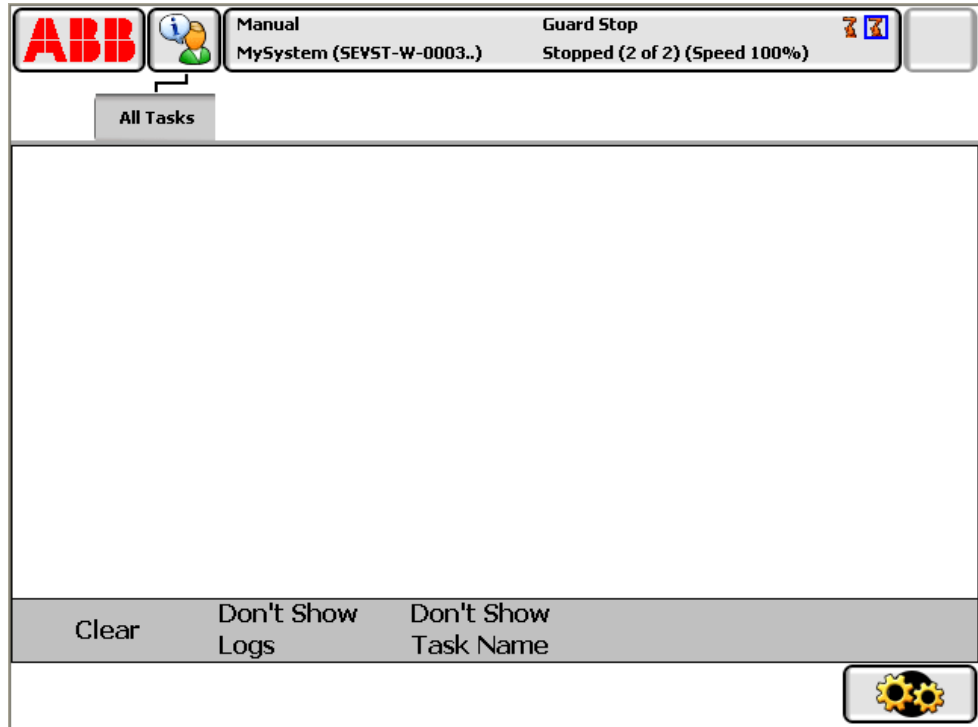 ABB
Manual
Guard Stop
MySystem (SEVST-W-0003..)
Stopped (2 of 2) (Speed 100%)
All Tasks
Clear
Don't Show
Logs
Don't Show
Task Name